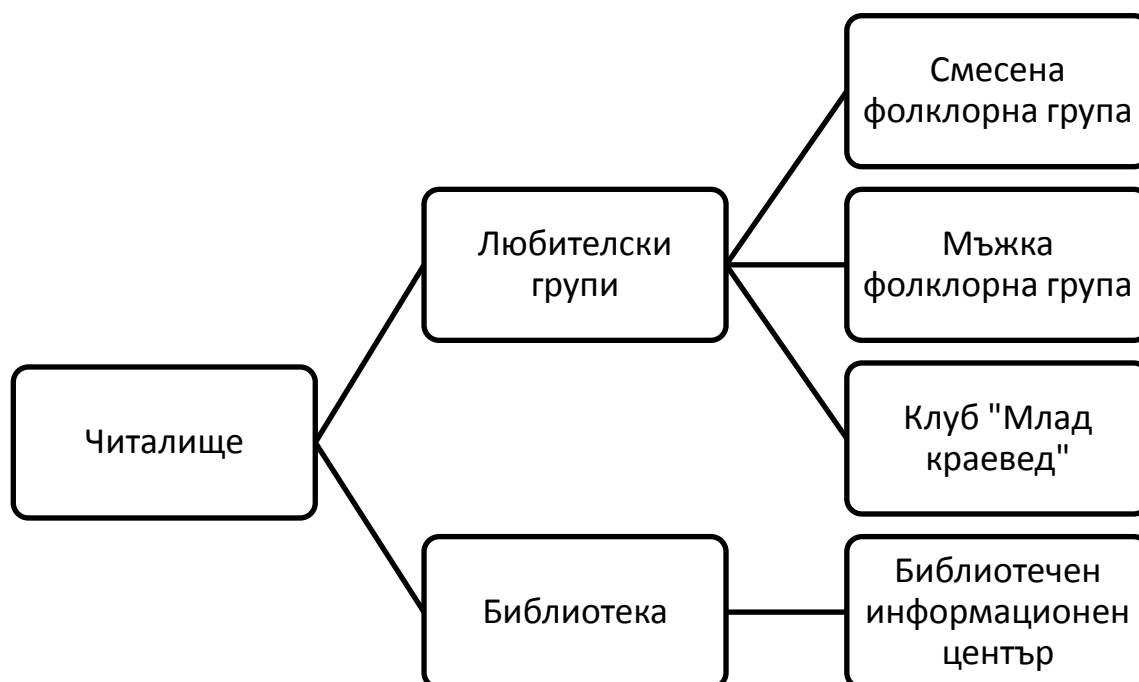 Смесена
фолклорна група
Любителски
групи
Мъжка
фолклорна група
Читалище
Клуб "Млад
краевед"
Библиотека
Библиотечен
информационен
център